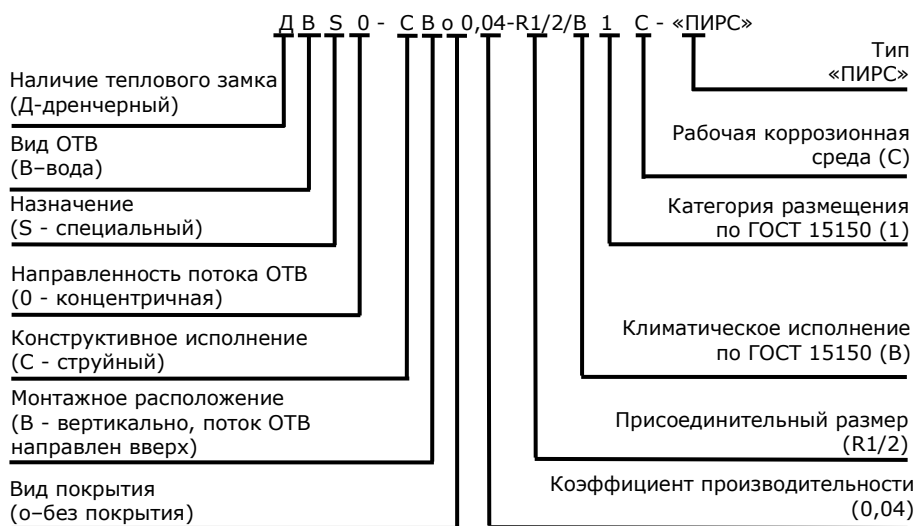 Д В S 0 - С В о 0,04-R1/2/В 1 С - «ПИРС»
Наличие теплового замка
(Д-дренчерный)
Вид ОТВ
(В–вода)
Назначение
(S - специальный)
Направленность потока ОТВ
(0 - концентричная)
Конструктивное исполнение
(С - струйный)
Монтажное расположение
(В - вертикально, поток ОТВ
направлен вверх)
Вид покрытия
(о–без покрытия)
Тип
«ПИРС»
Рабочая коррозионная
среда (С)
Категория размещения
по ГОСТ 15150 (1)
Климатическое исполнение
по ГОСТ 15150 (В)
Присоединительный размер
(R1/2)
Коэффициент производительности
(0,04)